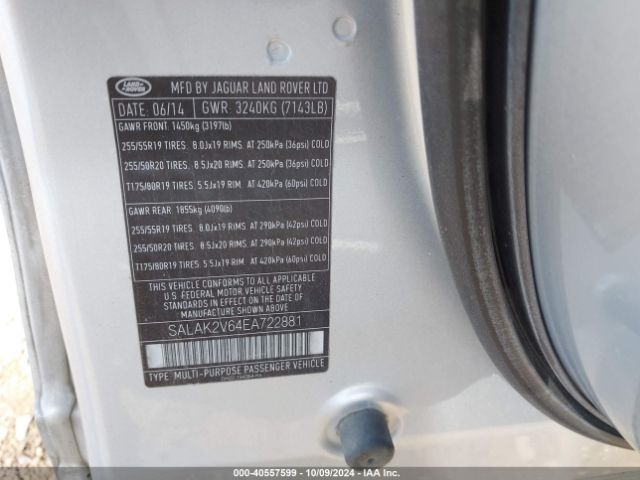 LAND ROVER
MFD BY JAGUAR LAND ROVER LTD
DATE: 06/14 GWR. 3240KG (7143LB)
GAWR FRONT 1450kg (3197lb)
255/55R19 TIRES. 8.0Jx19 RIMS. AT 250kPa (36psi) COLD
255/50R20 TIRES. 8.5Jx20 RIMS. AT 250kPa (36psi) COLD
T175/80R19 TIRES. 5.5Jx19 RIM. AT 420kPa (60psi) COLD
GAWR REAR 1855kg (4090lb)
255/55R19 TIRES. 8.0Jx19 RIMS. AT 290kPa (42psi) COLD
255/50R20 TIRES. 8.5Jx20 RIMS. AT 290kPa (42psi) COLD
T175/80R19 TIRES. 5.5Jx19 RIM. AT 420kPa (60psi) COLD
THIS VEHICLE CONFORMS TO ALL APPLICABLE
U.S. FEDERAL MOTOR VEHICLE SAFETY
STANDARDS IN EFFECT ON THE DATE OF
MANUFACTURE SHOWN ABOVE
SALAK2V64EA722881
TYPE: MULTI-PURPOSE PASSENGER VEHICLE
000-40557599 - 10/09/2024 - IAA Inc.